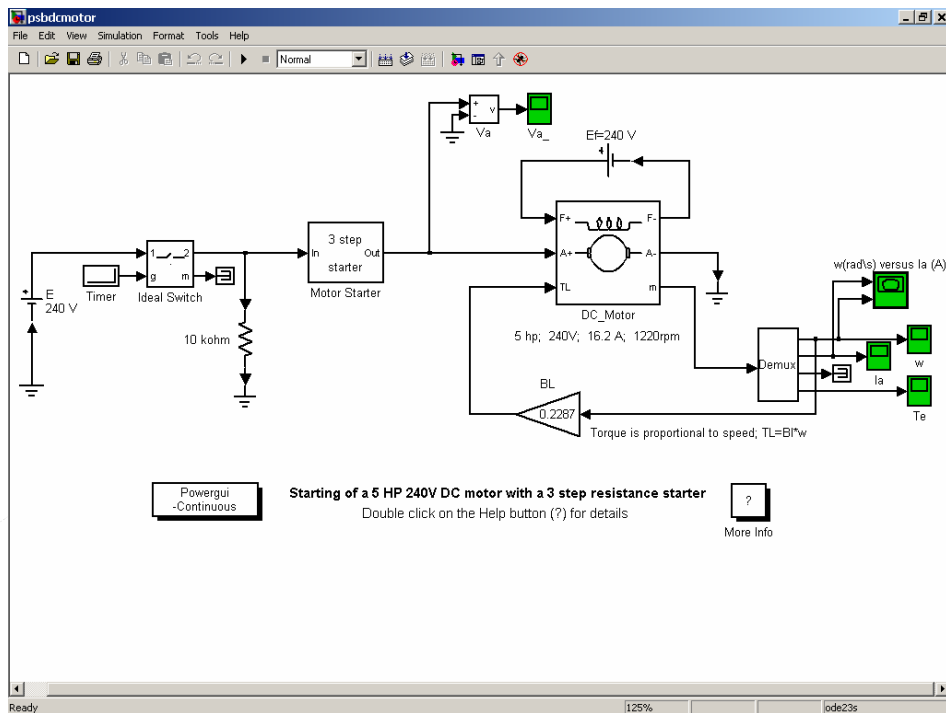 psbdcmotor
File Edit View Simulation Format Tools Help
Normal
+
-
v
Va
Va_
Ef=240 V
+
F+
F-
A+
A-
TL
m
DC_Motor
5 hp; 240V; 16.2 A; 1220rpm
3 step
starter
In
Out
Motor Starter
1
2
g
m
Timer
Ideal Switch
+
E
240 V
10 kohm
w(rad\s) versus Ia (A)
Demux
w
Ia
Te
BL
0.2287
Torque is proportional to speed; TL=Bl*w
Powergui
-Continuous
Starting of a 5 HP 240V DC motor with a 3 step resistance starter
Double click on the Help button (?) for details
?
More Info
Ready
125%
ode23s